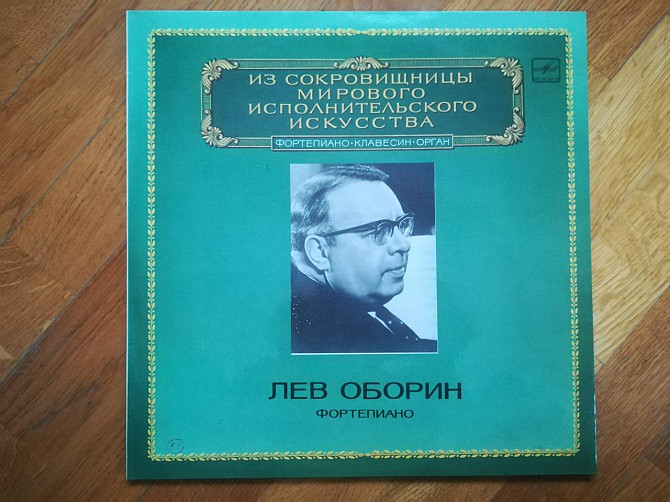 ИЗ СОКРОВИЩНИЦЫ
МИРОВОГО
ИСПОЛНИТЕЛЬСКОГО
ИСКУССТВА
ФОРТЕПИАНО·КЛАВЕСИН·ОРГАН
ЛЕВ ОБОРИН
ФОРТЕПИАНО